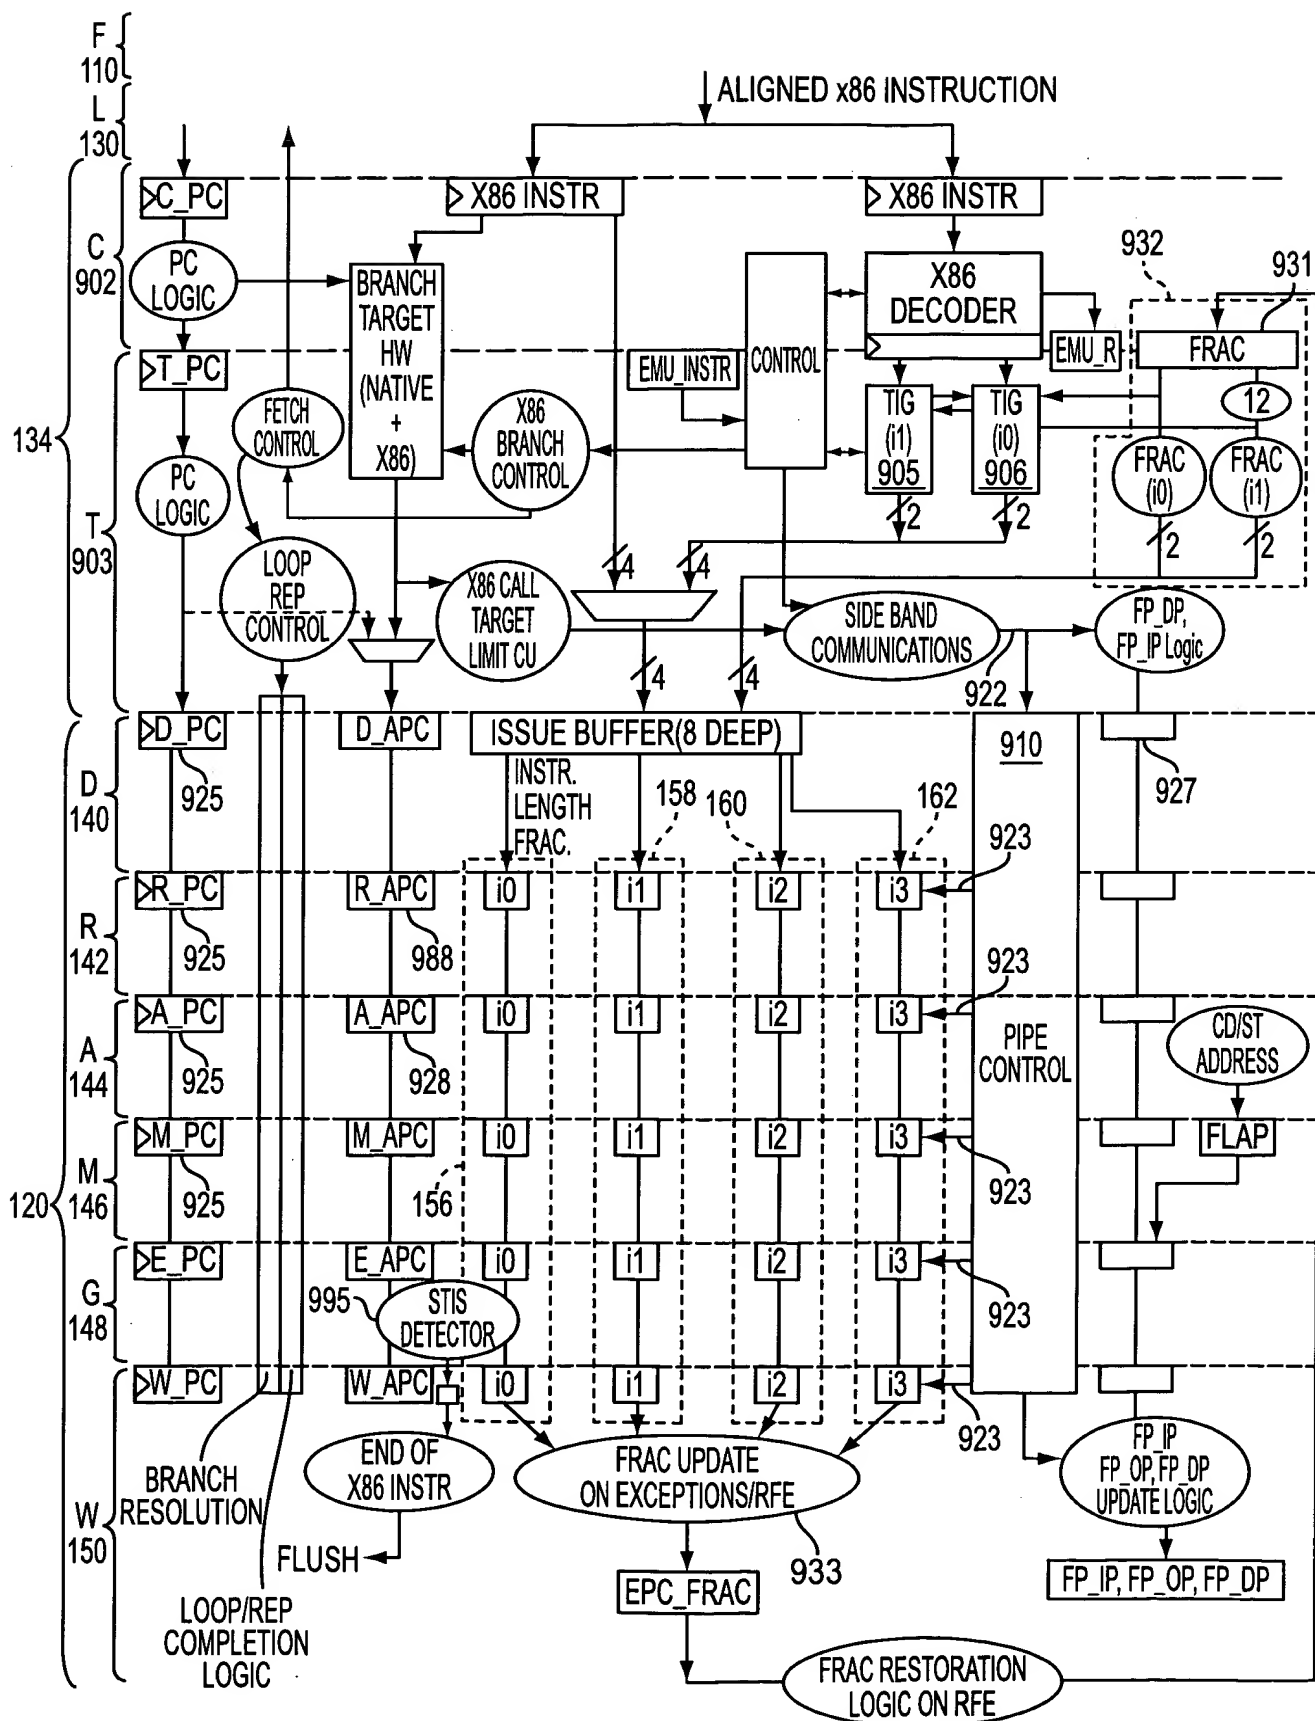 F
110
L
130
ALIGNED x86 INSTRUCTION
C_PC
X86 INSTR
X86 INSTR
C
902
PC
LOGIC
BRANCH
TARGET
HW
(NATIVE
+
X86)
CONTROL
X86
DECODER
932
931
EMU_R
FRAC
T_PC
EMU_INSTR
134
FETCH
CONTROL
X86
BRANCH
CONTROL
TIG
(i1)
905
TIG
(i0)
906
12
FRAC
(i0)
FRAC
(i1)
PC
LOGIC
2
2
2
2
T
903
LOOP
REP
CONTROL
4
4
X86 CALL
TARGET
LIMIT CU
SIDE BAND
COMMUNICATIONS
FP_DP,
FP_IP Logic
4
4
922
D_PC
D_APC
ISSUE BUFFER(8 DEEP)
910
925
927
D
140
INSTR.
LENGTH
FRAC.
158
160
162
923
R_PC
R_APC
i0
i1
i2
i3
R
142
925
988
923
A_PC
A_APC
i0
i1
i2
i3
PIPE
CONTROL
CD/ST
ADDRESS
A
144
925
928
M_PC
M_APC
i0
i1
i2
i3
FLAP
M
146
925
156
923
120
E_PC
E_APC
i0
i1
i2
i3
G
148
995
STIS
DETECTOR
923
W_PC
W_APC
i0
i1
i2
i3
923
BRANCH
RESOLUTION
END OF
X86 INSTR
FRAC UPDATE
ON EXCEPTIONS/RFE
FP_IP
FP_OP, FP_DP
UPDATE LOGIC
W
150
FLUSH
933
EPC_FRAC
FP_IP, FP_OP, FP_DP
LOOP/REP
COMPLETION
LOGIC
FRAC RESTORATION
LOGIC ON RFE